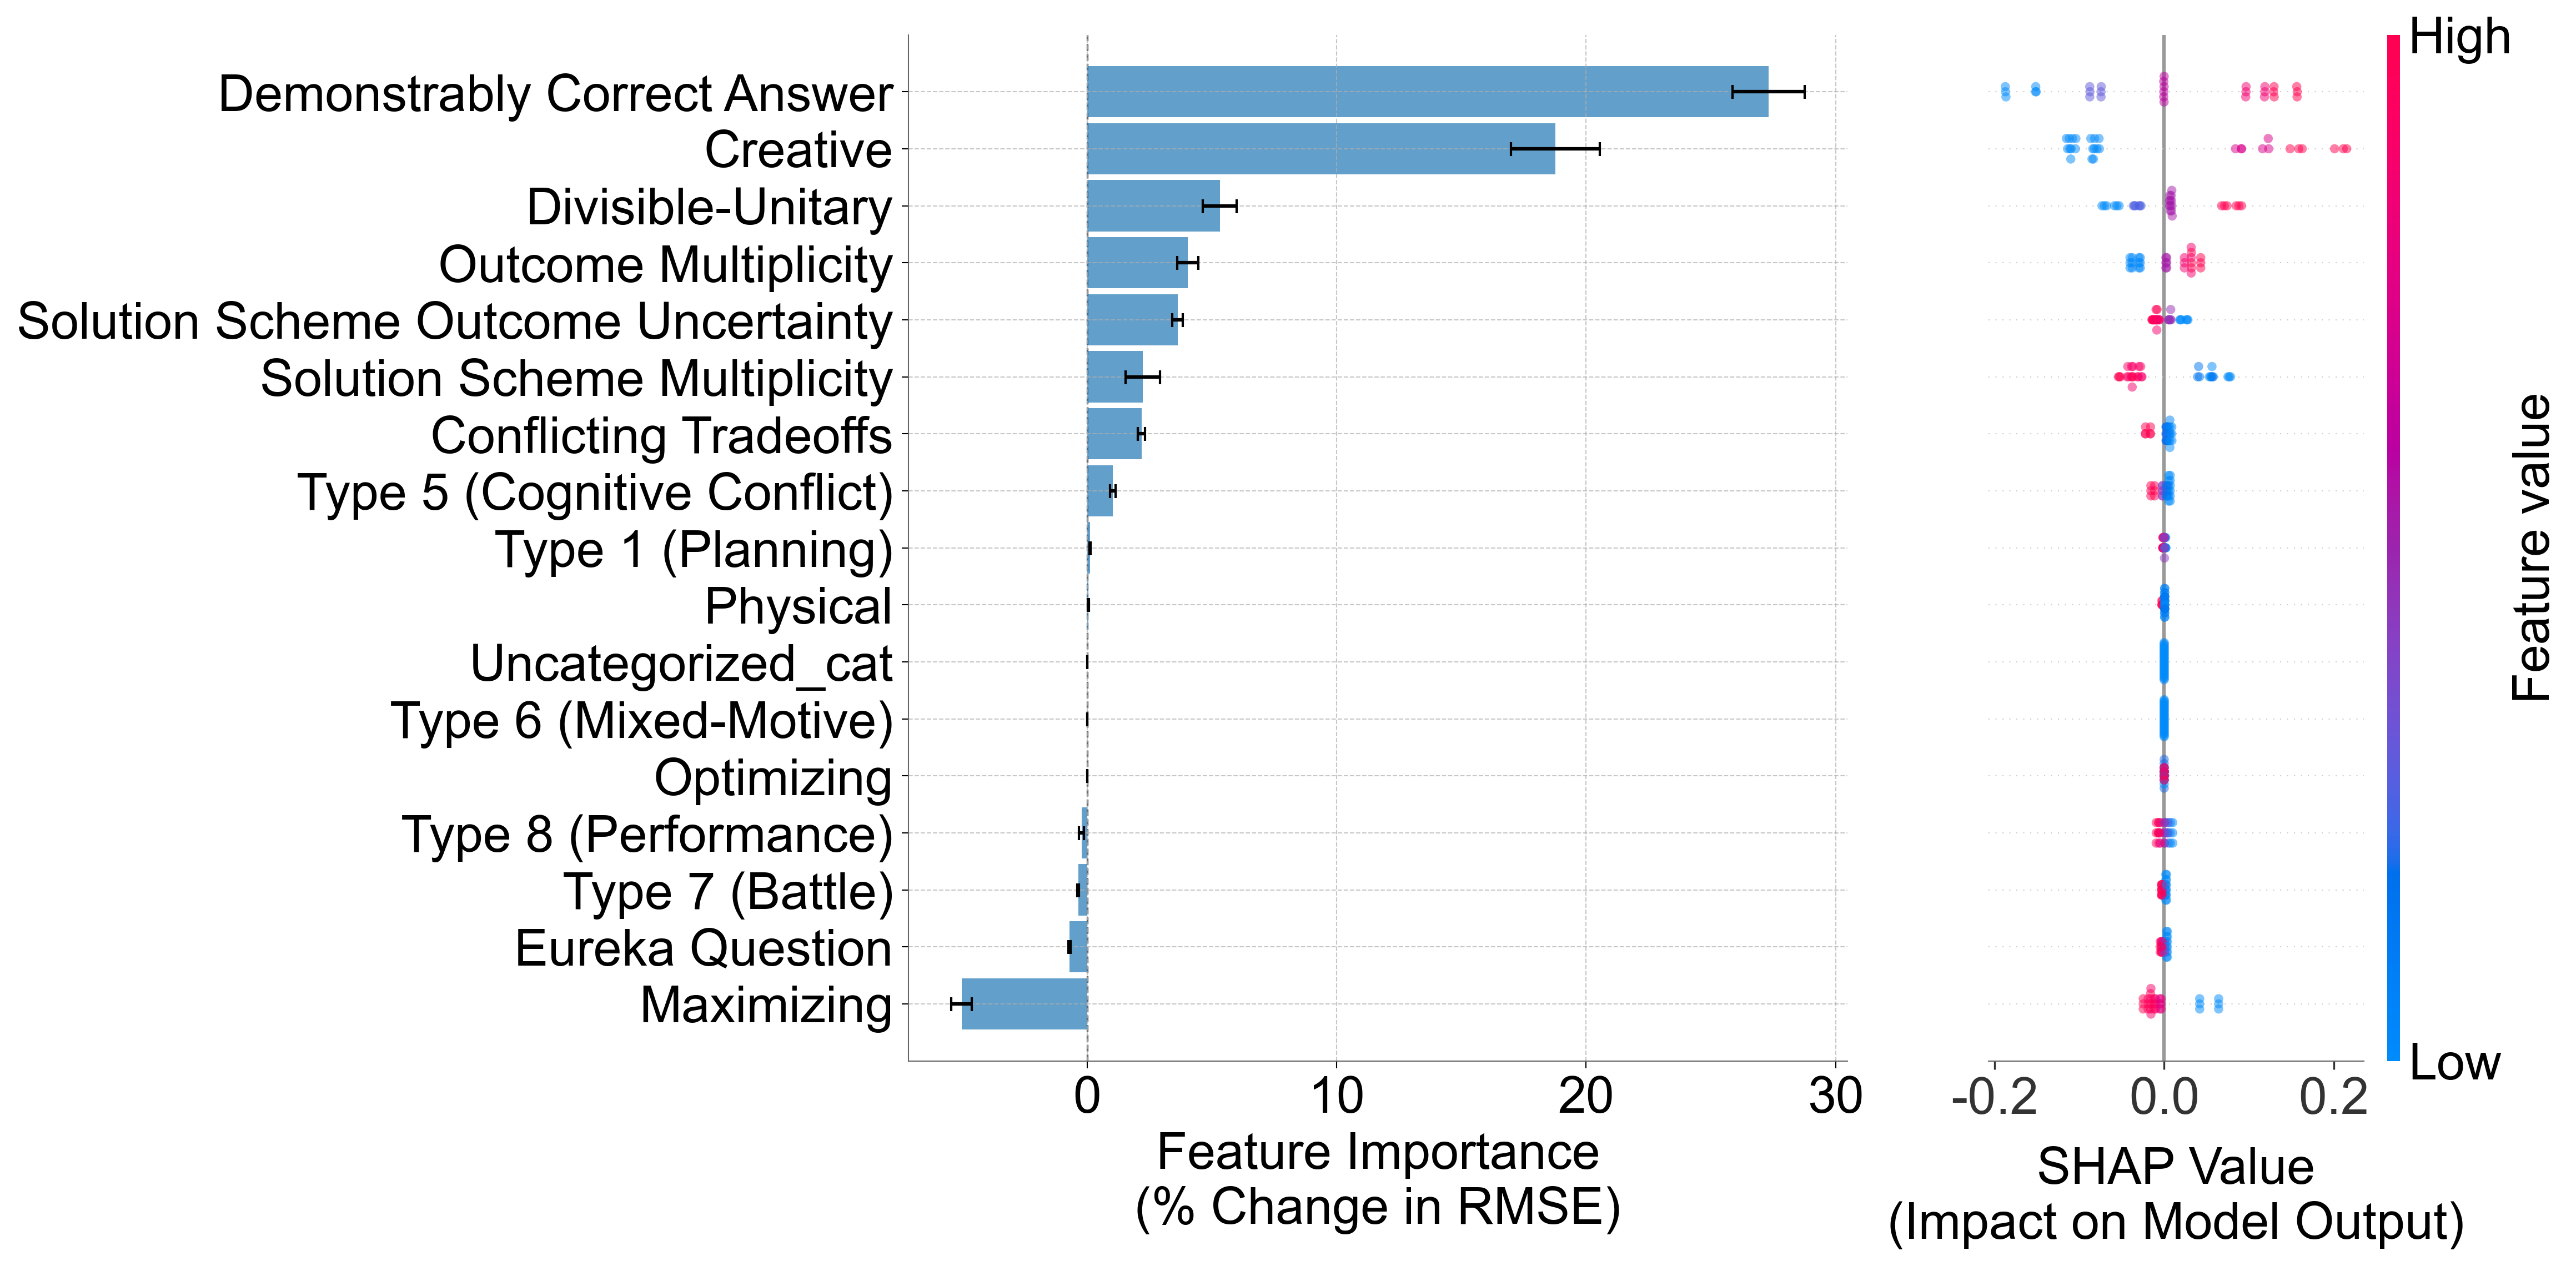 Demonstrably Correct Answer
Creative
Divisible-Unitary
Outcome Multiplicity
Solution Scheme Outcome Uncertainty
Solution Scheme Multiplicity
Conflicting Tradeoffs
Type 5 (Cognitive Conflict)
Type 1 (Planning)
Physical
Uncategorized_cat
Type 6 (Mixed-Motive)
Optimizing
Type 8 (Performance)
Type 7 (Battle)
Eureka Question
Maximizing
0 10 20 30
Feature Importance
(% Change in RMSE)
-0.2 0.0 0.2
SHAP Value
(Impact on Model Output)
High
Low
Feature value